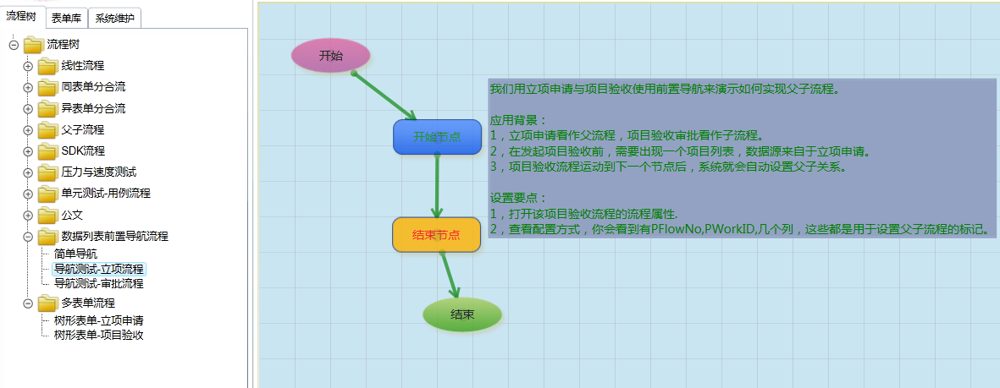 流程树
表单库
系统维护
流程树
线性流程
同表单分合流
异表单分合流
父子流程
SDK流程
压力与速度测试
单元测试-用例流程
公文
数据列表前置导航流程
简单导航
导航测试-立项流程
导航测试-审批流程
多表单流程
树形表单-立项申请
树形表单-项目验收
开始
开始节点
结束节点
结束
我们用立项申请与项目验收使用前置导航来演示如何实现父子流程。
应用背景：
1，立项申请看作父流程，项目验收审批看作子流程。
2，在发起项目验收前，需要出现一个项目列表，数据源来自于立项申请。
3，项目验收流程运动到下一个节点后，系统就会自动设置父子关系。
设置要点：
1，打开该项目验收流程的流程属性.
2，查看配置方式，你会看到有PFlowNo,PWorkID,几个列，这些都是用于设置父子流程的标记。